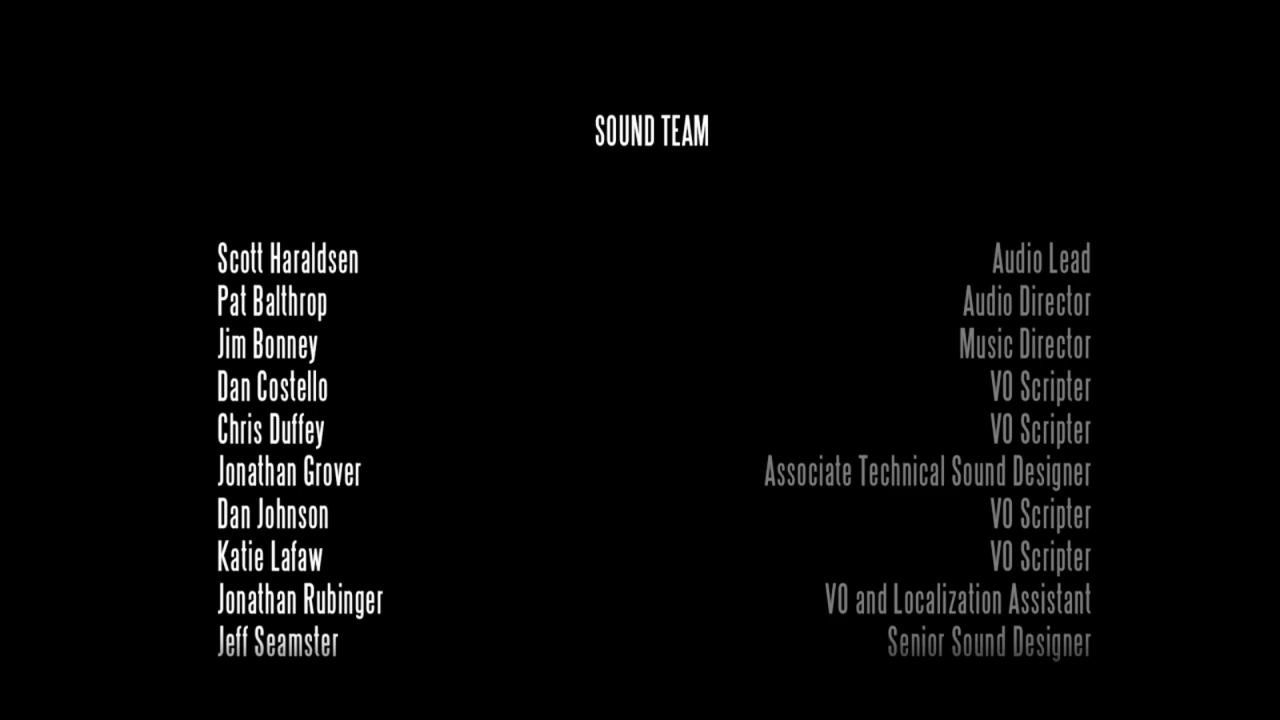 SOUND TEAM
Scott Haraldsen Audio Lead
Pat Balthrop Audio Director
Jim Bonney Music Director
Dan Costello VO Scripter
Chris Duffey VO Scripter
Jonathan Grover Associate Technical Sound Designer
Dan Johnson VO Scripter
Katie Lafaw VO Scripter
Jonathan Rubinger VO and Localization Assistant
Jeff Seamster Senior Sound Designer